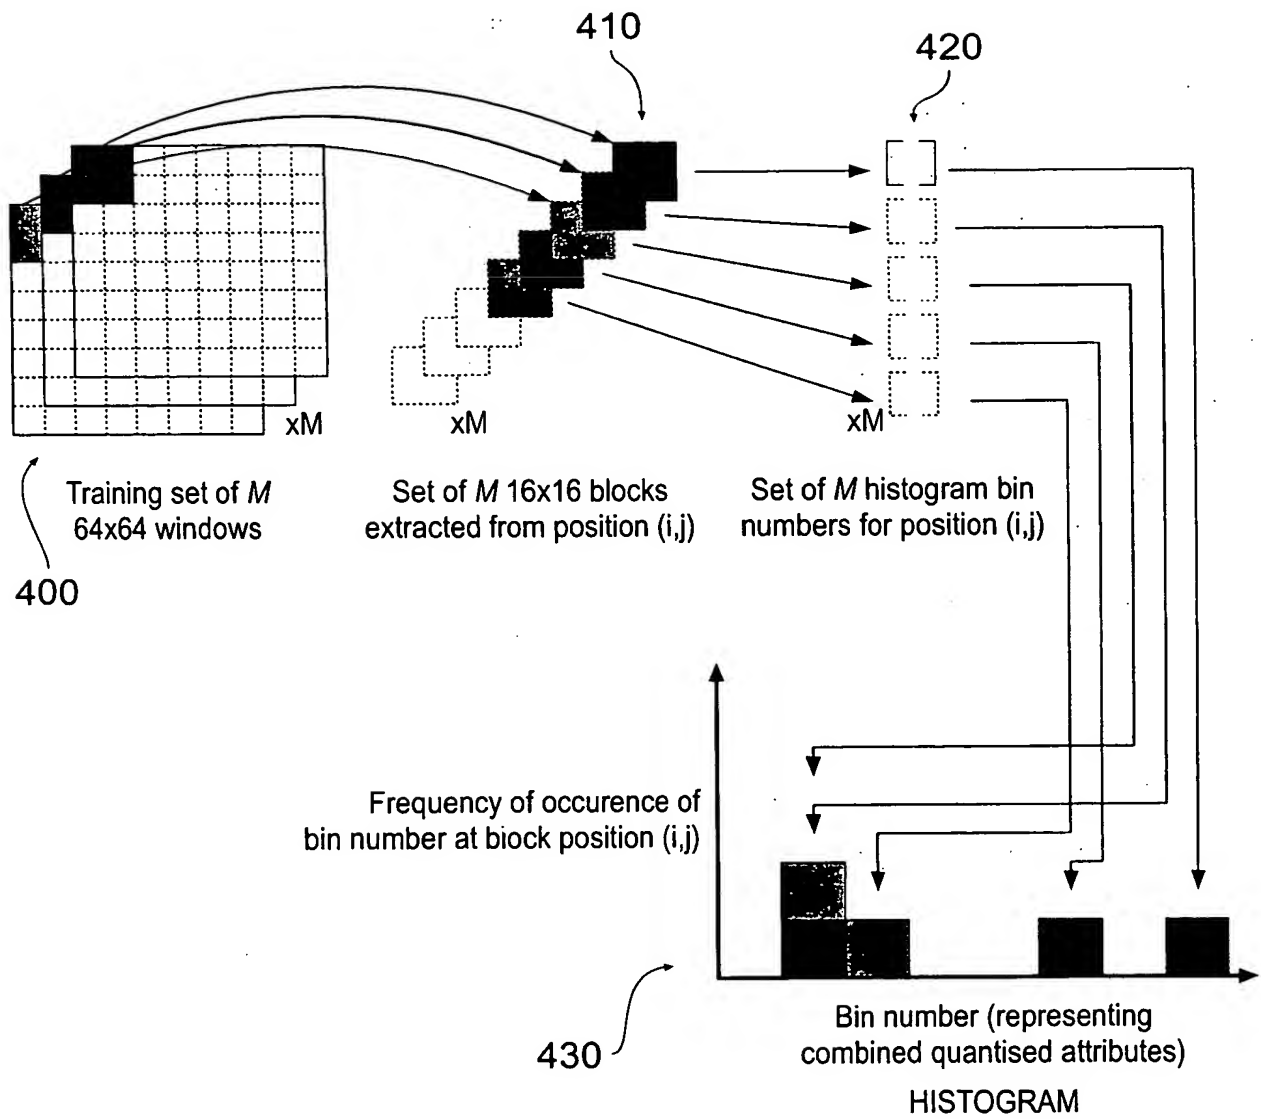 410
420
xM
xM
xM
Training set of M
64x64 windows
Set of M 16x16 blocks
extracted from position (i,j)
Set of M histogram bin
numbers for position (i,j)
400
Frequency of occurence of
bin number at block position (i,j)
430
Bin number (representing
combined quantised attributes)
HISTOGRAM